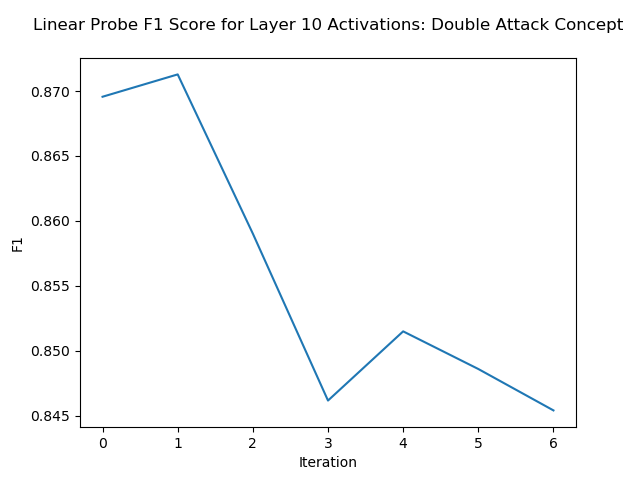 Linear Probe F1 Score for Layer 10 Activations: Double Attack Concept
0.870
0.865
0.860
0.855
0.850
0.845
F1
0 1 2 3 4 5 6
Iteration